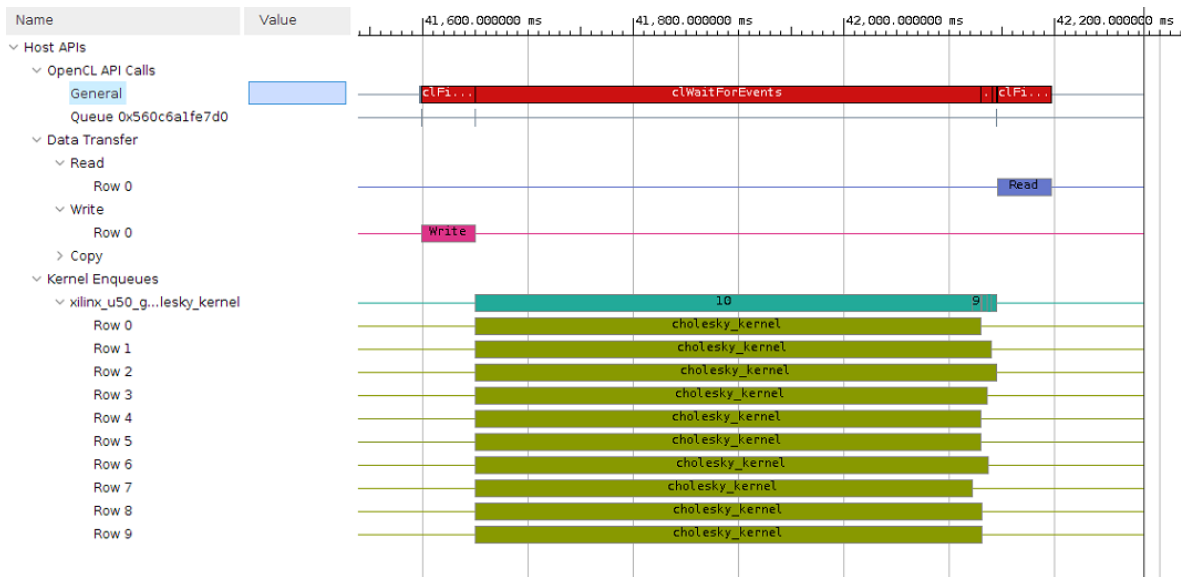 Name Value 41,600.000000 ms 41,800.000000 ms 42,000.000000 ms 42,200.000000 ms
Host APIs
OpenCL API Calls
General clFi... clWaitForEvents . clFi...
Queue 0x560c6a1fe7d0
Data Transfer
Read
Row 0 Read
Write
Row 0 Write
Copy
Kernel Enqueues
xilinx_u50_g...lesky_kernel 10 9
Row 0 cholesky_kernel
Row 1 cholesky_kernel
Row 2 cholesky_kernel
Row 3 cholesky_kernel
Row 4 cholesky_kernel
Row 5 cholesky_kernel
Row 6 cholesky_kernel
Row 7 cholesky_kernel
Row 8 cholesky_kernel
Row 9 cholesky_kernel